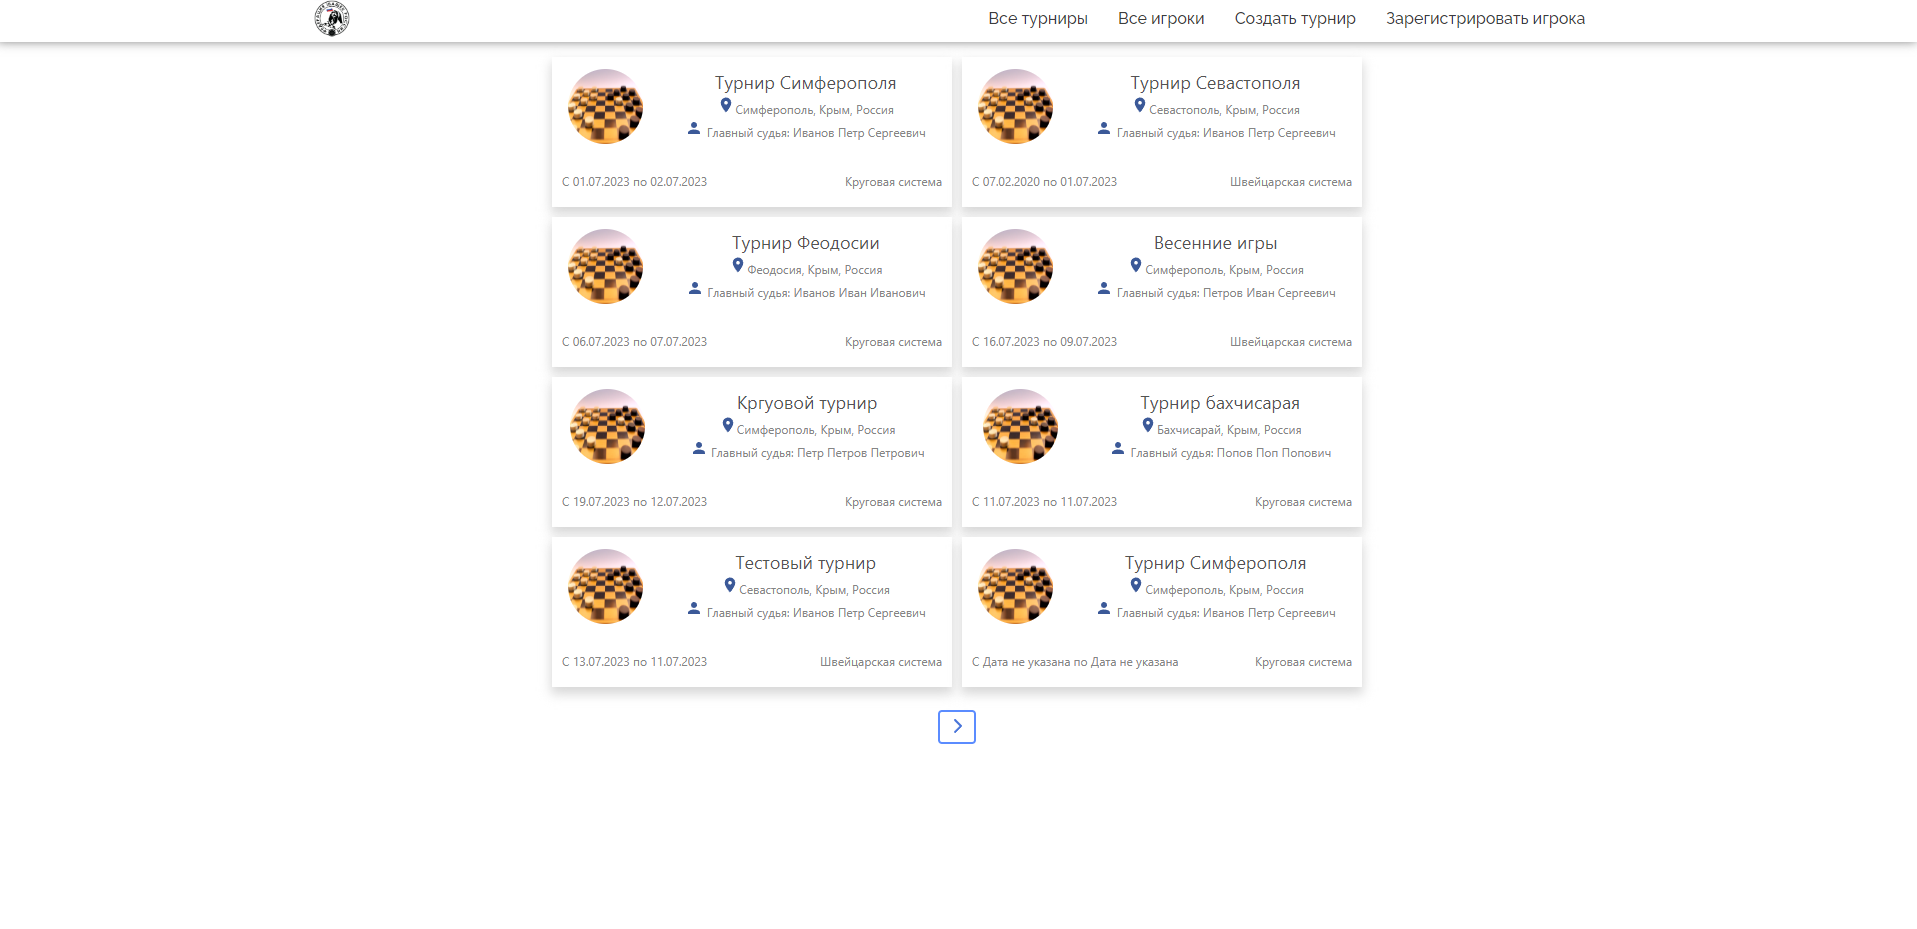 Все турниры Все игроки Создать турнир Зарегистрировать игрока
Турнир Симферополя
Симферополь, Крым, Россия
Главный судья: Иванов Петр Сергеевич
С 01.07.2023 по 02.07.2023 Круговая система
Турнир Севастополя
Севастополь, Крым, Россия
Главный судья: Иванов Петр Сергеевич
С 07.02.2020 по 01.07.2023 Швейцарская система
Турнир Феодосии
Феодосия, Крым, Россия
Главный судья: Иванов Иван Иванович
С 06.07.2023 по 07.07.2023 Круговая система
Весенние игры
Симферополь, Крым, Россия
Главный судья: Петров Иван Сергеевич
С 16.07.2023 по 09.07.2023 Швейцарская система
Кргуовой турнир
Симферополь, Крым, Россия
Главный судья: Петр Петров Петрович
С 19.07.2023 по 12.07.2023 Круговая система
Турнир бахчисарая
Бахчисарай, Крым, Россия
Главный судья: Попов Поп Попович
С 11.07.2023 по 11.07.2023 Круговая система
Тестовый турнир
Севастополь, Крым, Россия
Главный судья: Иванов Петр Сергеевич
С 13.07.2023 по 11.07.2023 Швейцарская система
Турнир Симферополя
Симферополь, Крым, Россия
Главный судья: Иванов Петр Сергеевич
С Дата не указана по Дата не указана Круговая система